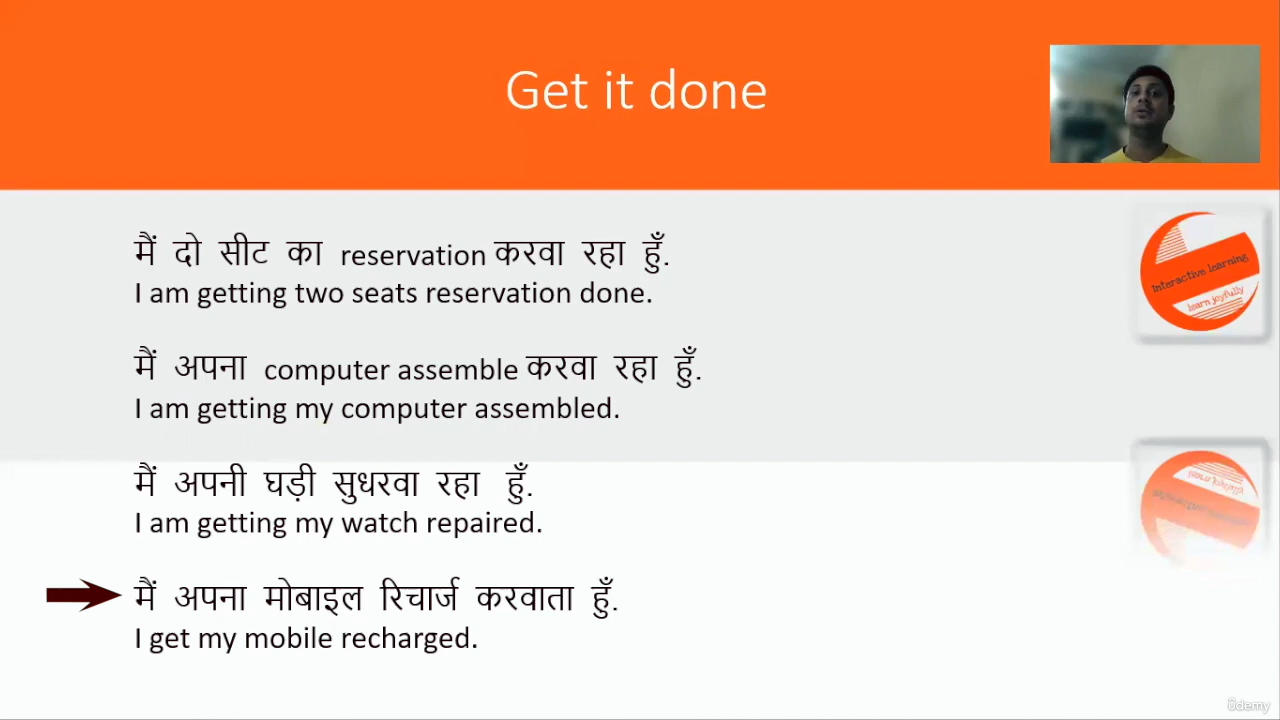 Get it done
मैं दो सीट का reservation करवा रहा हुँ.
I am getting two seats reservation done.
Interactive learning
learn joyfully
मैं अपना computer assemble करवा रहा हुँ.
I am getting my computer assembled.
मैं अपनी घड़ी सुधरवा रहा हुँ.
I am getting my watch repaired.
मैं अपना मोबाइल रिचार्ज करवाता हुँ.
I get my mobile recharged.
ûdemy